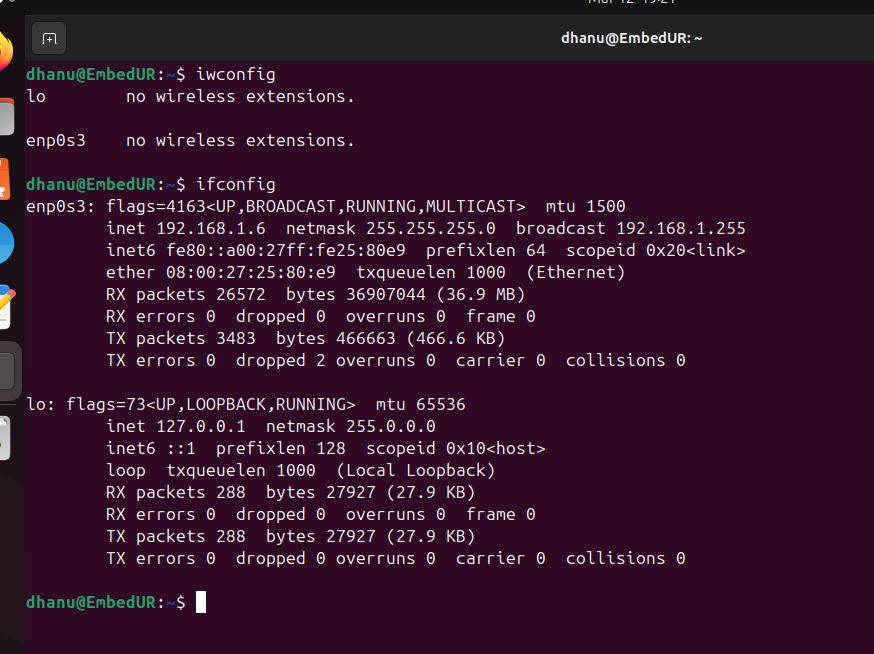 dhanu@EmbedUR: ~
dhanu@EmbedUR:~$ iwconfig
lo        no wireless extensions.

enp0s3    no wireless extensions.

dhanu@EmbedUR:~$ ifconfig
enp0s3: flags=4163<UP,BROADCAST,RUNNING,MULTICAST>  mtu 1500
        inet 192.168.1.6  netmask 255.255.255.0  broadcast 192.168.1.255
        inet6 fe80::a00:27ff:fe25:80e9  prefixlen 64  scopeid 0x20<link>
        ether 08:00:27:25:80:e9  txqueuelen 1000  (Ethernet)
        RX packets 26572  bytes 36907044 (36.9 MB)
        RX errors 0  dropped 0  overruns 0  frame 0
        TX packets 3483  bytes 466663 (466.6 KB)
        TX errors 0  dropped 2 overruns 0  carrier 0  collisions 0

lo: flags=73<UP,LOOPBACK,RUNNING>  mtu 65536
        inet 127.0.0.1  netmask 255.0.0.0
        inet6 ::1  prefixlen 128  scopeid 0x10<host>
        loop  txqueuelen 1000  (Local Loopback)
        RX packets 288  bytes 27927 (27.9 KB)
        RX errors 0  dropped 0  overruns 0  frame 0
        TX packets 288  bytes 27927 (27.9 KB)
        TX errors 0  dropped 0 overruns 0  carrier 0  collisions 0

dhanu@EmbedUR:~$